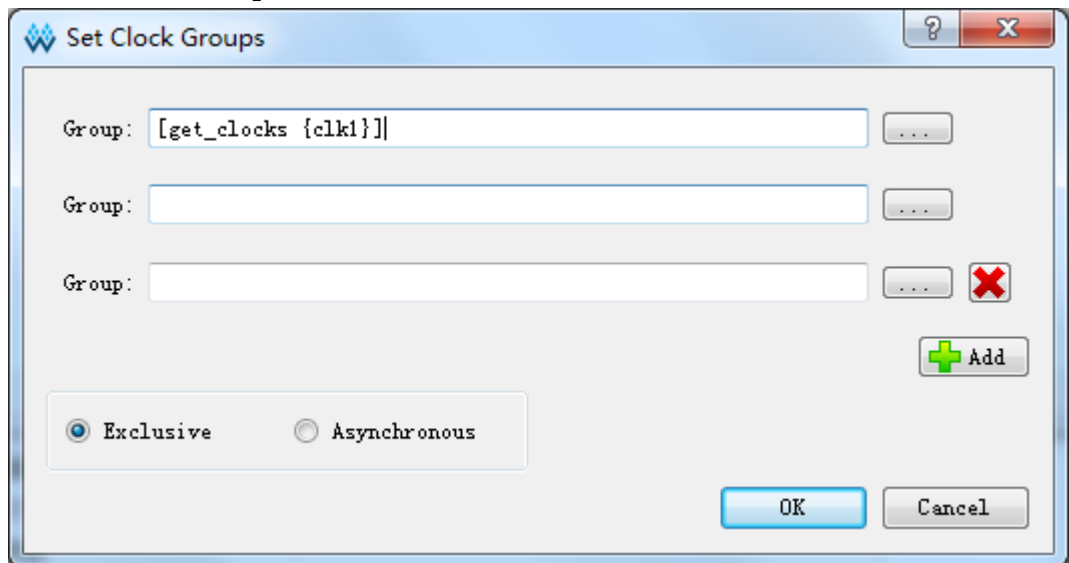 Set Clock Groups
Group: [get_clocks {clk1}] ...
Group: ...
Group: ...
Add
Exclusive Asynchronous
OK Cancel